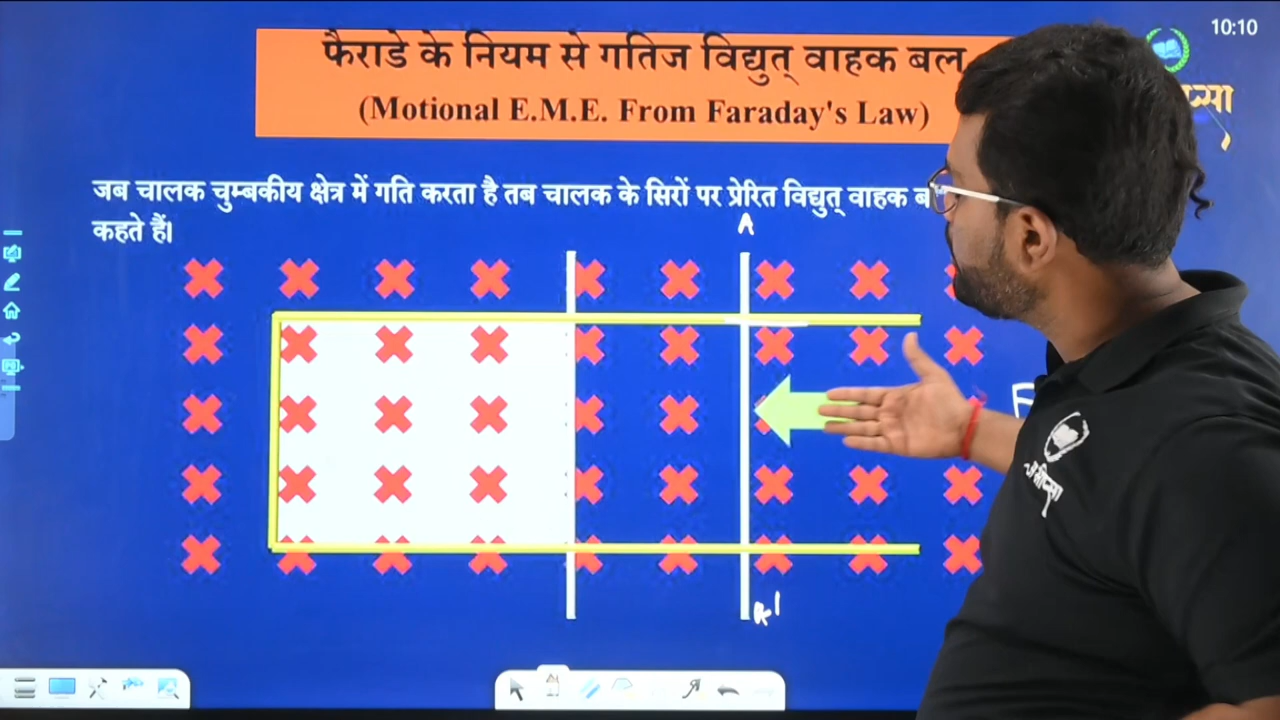 10:10
फैराडे के नियम से गतिज विद्युत् वाहक बल
(Motional E.M.E. From Faraday's Law)
जब चालक चुम्बकीय क्षेत्र में गति करता है तब चालक के सिरों पर प्रेरित विद्युत् वाहक
कहते हैं।
A